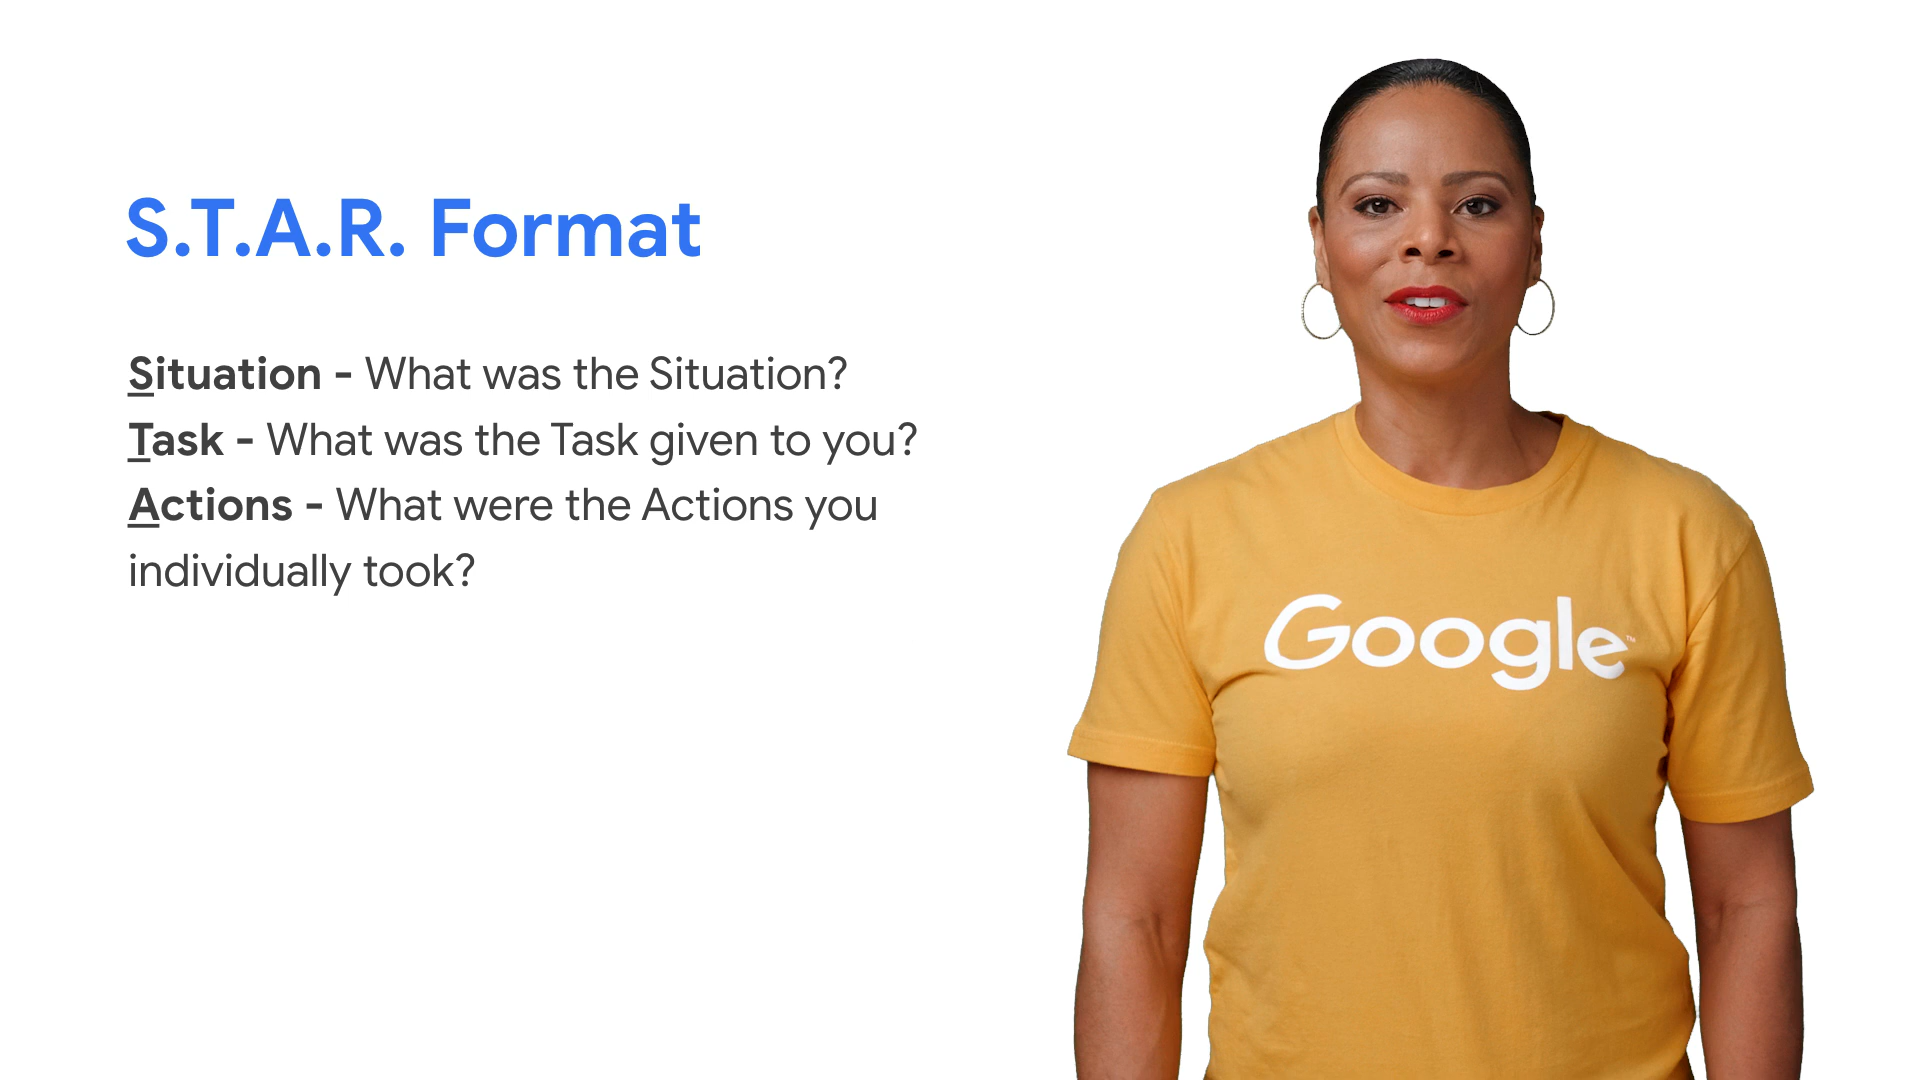 S.T.A.R. Format
Situation - What was the Situation?
Task - What was the Task given to you?
Actions - What were the Actions you
individually took?
Google™